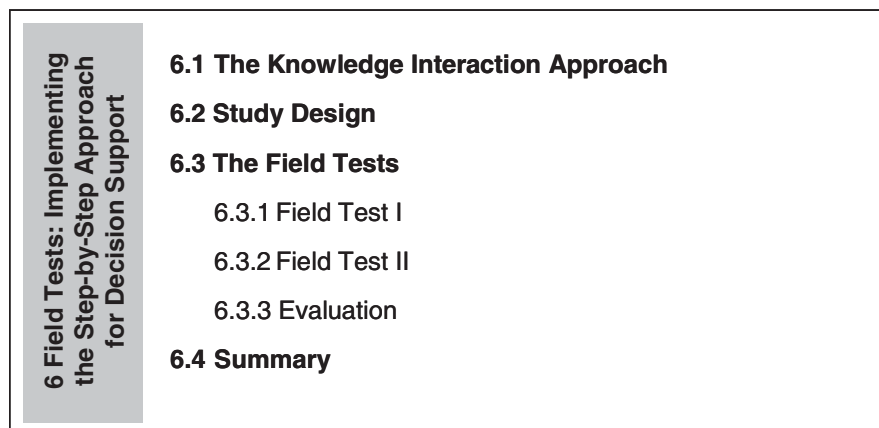 6 Field Tests: Implementing
the Step-by-Step Approach
for Decision Support
6.1 The Knowledge Interaction Approach
6.2 Study Design
6.3 The Field Tests
6.3.1 Field Test I
6.3.2 Field Test II
6.3.3 Evaluation
6.4 Summary